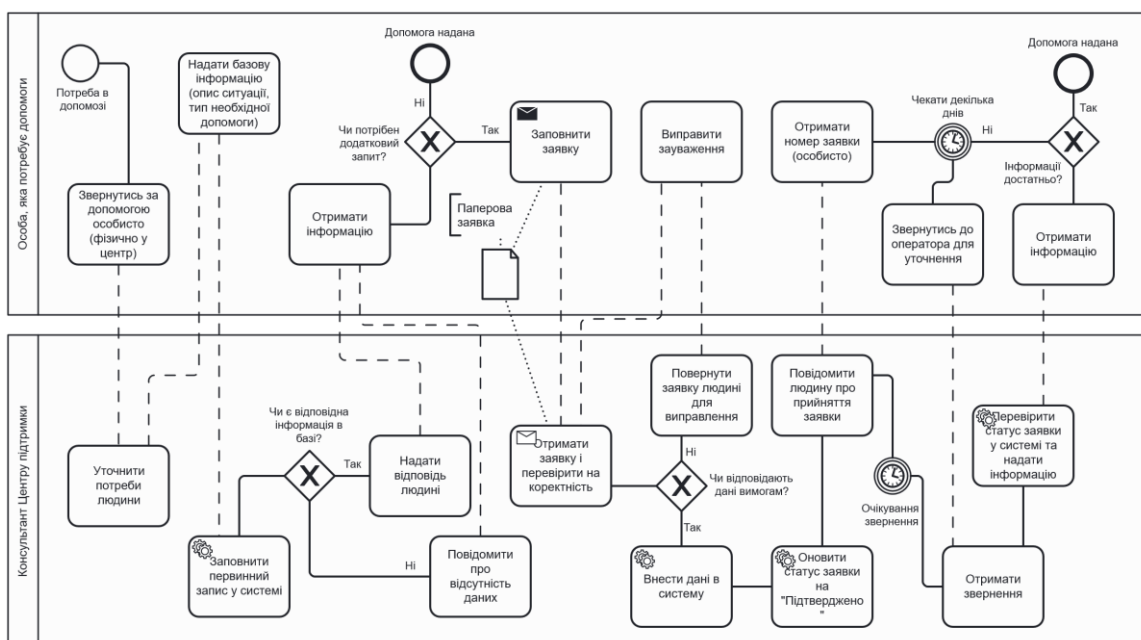 Особа, яка потребує допомоги
Потреба в
допомозі
Звернутись за
допомогою особисто
(фізично у
центр)
Надати базову
інформацію
(опис ситуації,
тип необхідної
допомоги)
Отримати
інформацію
Допомога надана
Ні
Чи потрібен
додатковий
запит?
Так
Заповнити
заявку
Паперова
заявка
Виправити
зауваження
Отримати
номер заявки
(особисто)
Чекати декілька
днів
Звернутись до
оператора для
уточнення
Ні
Допомога надана
Так
Інформації
достатньо?
Отримати
інформацію
Консультант Центру підтримки
Уточнити
потреби
людини
Заповнити
первинний
запис у системі
Чи є відповідна
інформація в
базі?
Так
Ні
Надати
відповідь
людині
Повідомити
про
відсутність
даних
Отримати
заявку і
перевірити на
коректність
Повернути
заявку людині
для
виправлення
Ні
Чи відповідають
дані вимогам?
Так
Внести дані в
систему
Повідомити
людину про
прийняття
заявки
Оновити
статус заявки
на
"Підтверджено
"
Очікування
звернення
Отримати
звернення
Перевірити
статус заявки
у системі та
надати
інформацію